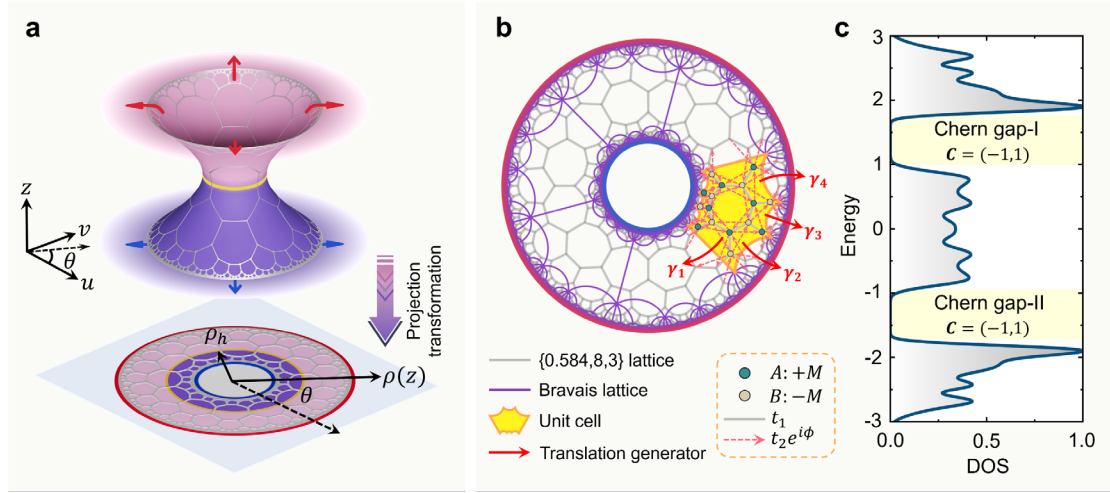 a
z
v
θ
u
Projection
transformation
ρₕ
ρ(z)
θ
b
γ₄
γ₃
γ₁
γ₂
{0.584,8,3} lattice
Bravais lattice
Unit cell
Translation generator
A: +M
B: −M
t₁
t₂e^{iϕ}
c
3
2
1
0
-1
-2
-3
Energy
Chern gap-I
C = (−1,1)
Chern gap-II
C = (−1,1)
0.0
0.5
1.0
DOS